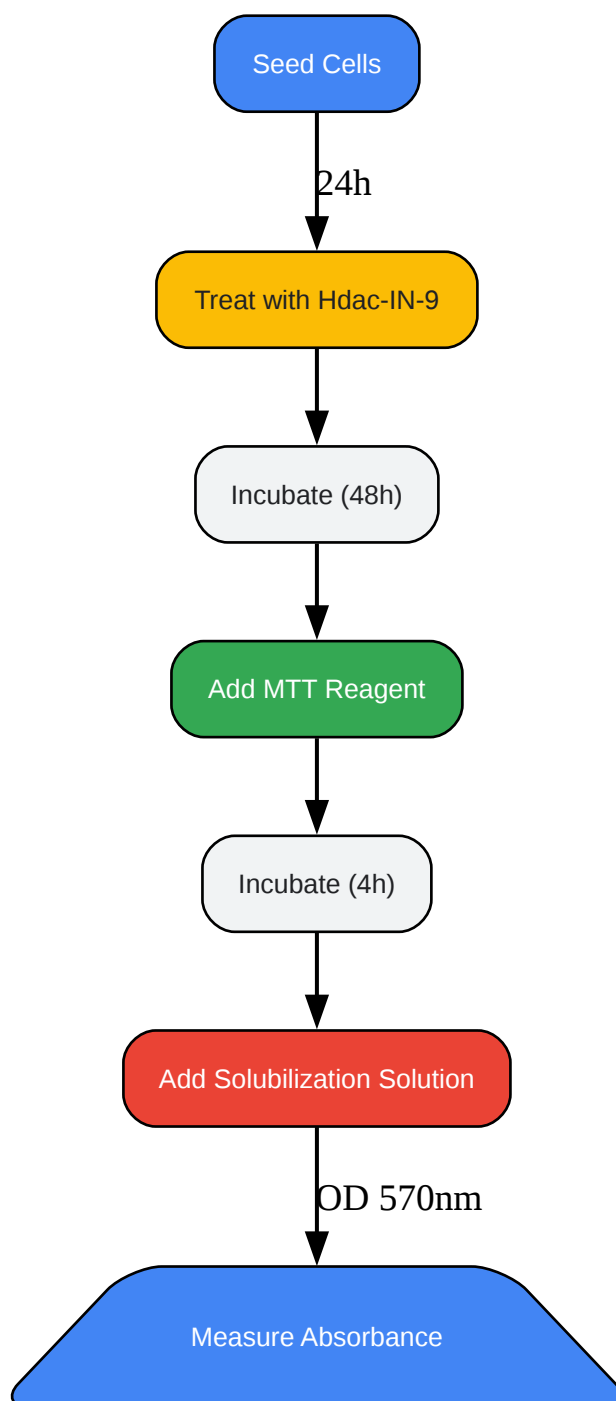 Seed Cells
24h
Treat with Hdac-IN-9
Incubate (48h)
Add MTT Reagent
Incubate (4h)
Add Solubilization Solution
OD 570nm
Measure Absorbance